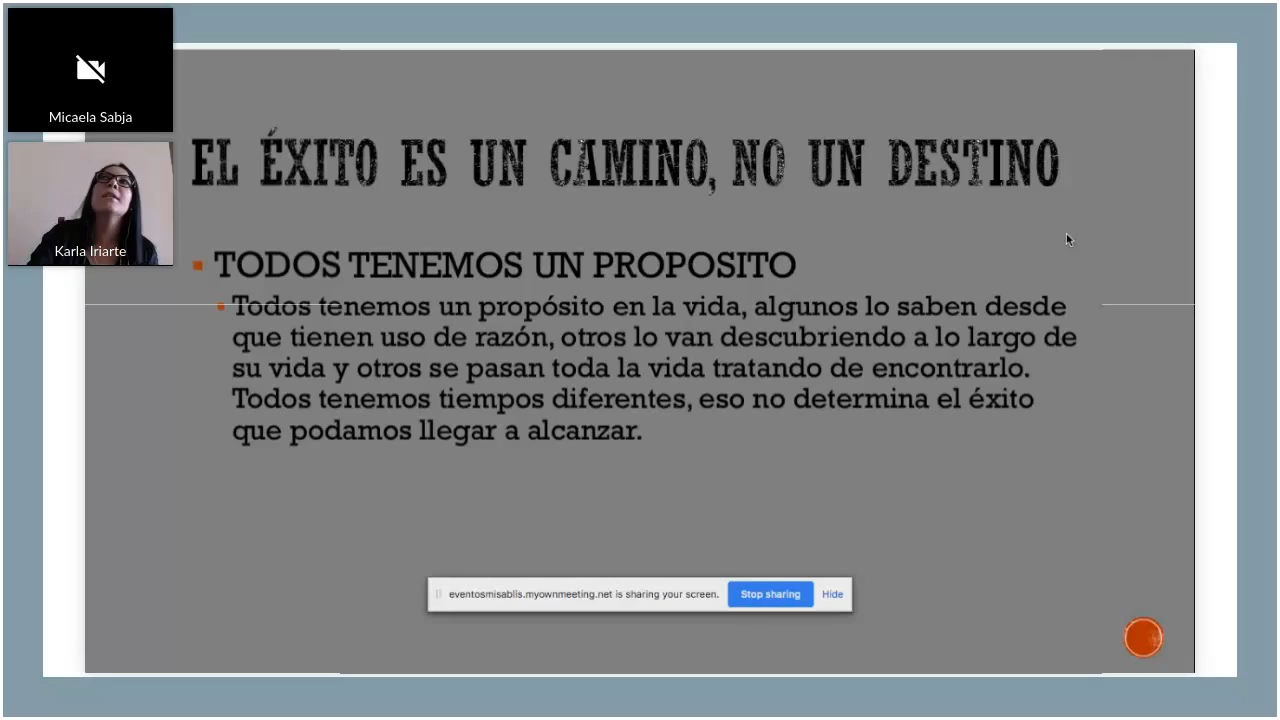 Micaela Sabja
Karla Iriarte
EL ÉXITO ES UN CAMINO, NO UN DESTINO
TODOS TENEMOS UN PROPOSITO
Todos tenemos un propósito en la vida, algunos lo saben desde
que tienen uso de razón, otros lo van descubriendo a lo largo de
su vida y otros se pasan toda la vida tratando de encontrarlo.
Todos tenemos tiempos diferentes, eso no determina el éxito
que podamos llegar a alcanzar.
eventosmisablis.myownmeeting.net is sharing your screen. Stop sharing Hide